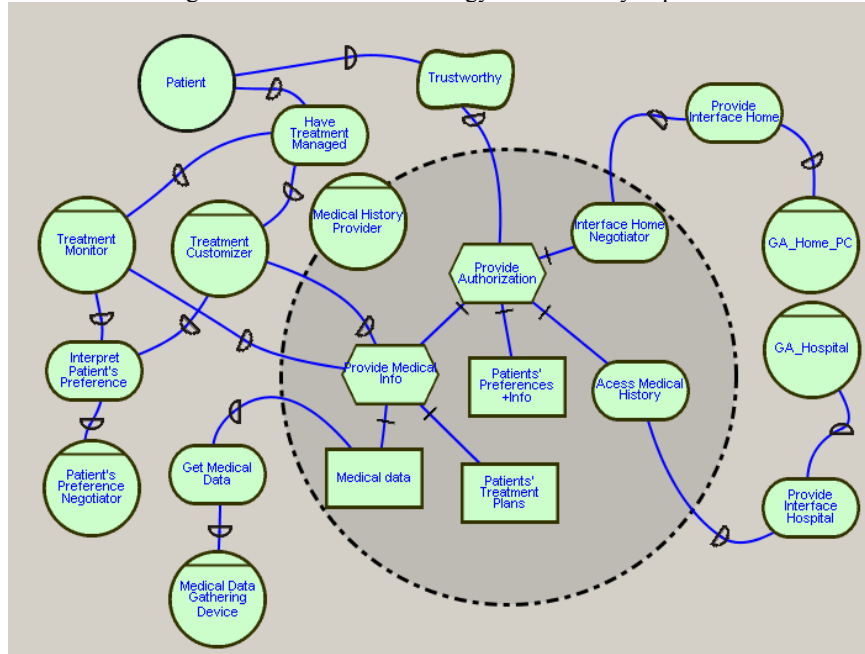 Patient
Trustworthy
Provide
Interface Home
Have
Treatment
Managed
Medical History
Provider
Interface Home
Negotiator
Treatment
Monitor
Treatment
Customizer
GA_Home_PC
Provide
Authorization
GA_Hospital
Interpret
Patient's
Preference
Provide Medical
Info
Patients'
Preferences
+Info
Acess Medical
History
Patient's
Preference
Negotiator
Get Medical
Data
Medical data
Patients'
Treatment
Plans
Provide
Interface
Hospital
Medical Data
Gathering
Device